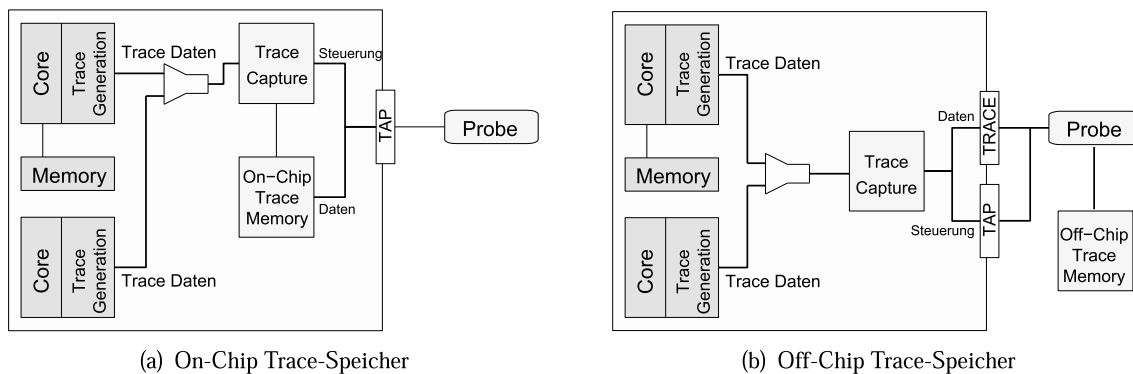 Core
Trace
Generation
Memory
Core
Trace
Generation
Trace Daten
Trace Daten
Trace
Capture
Steuerung
On−Chip
Trace
Memory
Daten
TAP
Probe
(a) On-Chip Trace-Speicher
Core
Trace
Generation
Memory
Core
Trace
Generation
Trace Daten
Trace Daten
Trace
Capture
Daten
Steuerung
TRACE
TAP
Probe
Off−Chip
Trace
Memory
(b) Off-Chip Trace-Speicher